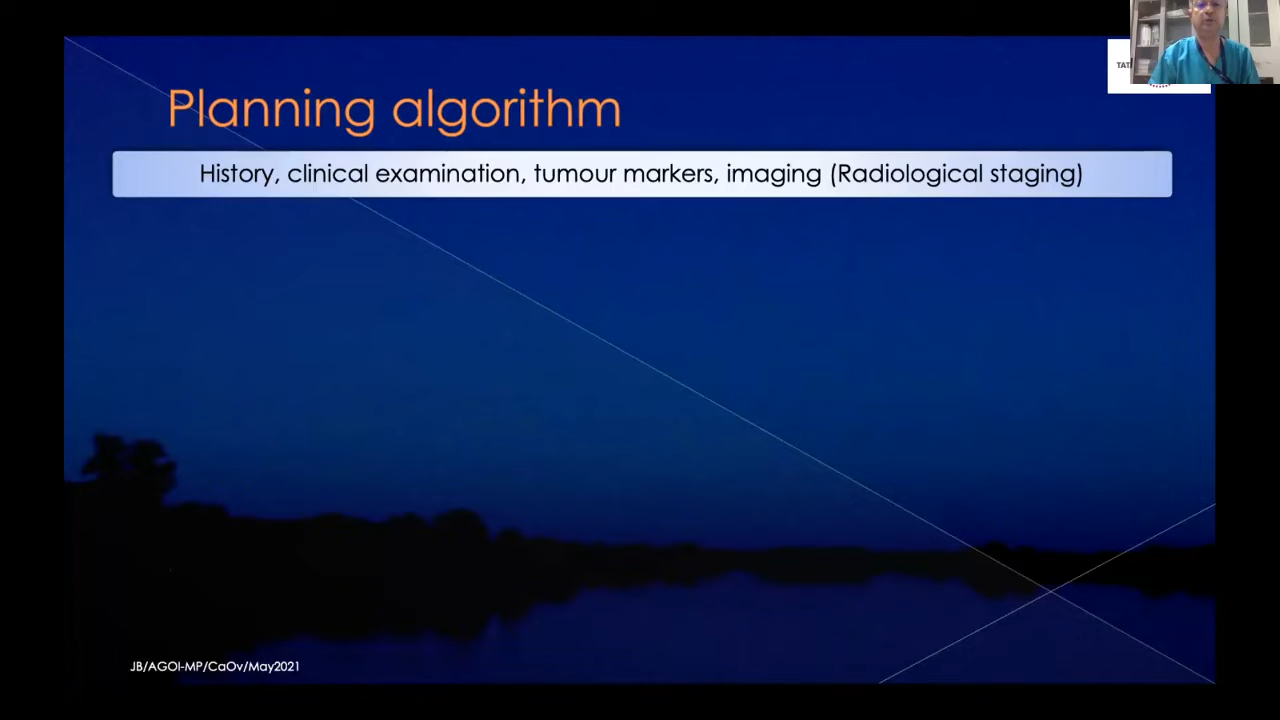 Planning algorithm
History, clinical examination, tumour markers, imaging (Radiological staging)
JB/AGOI-MP/CaOv/May2021